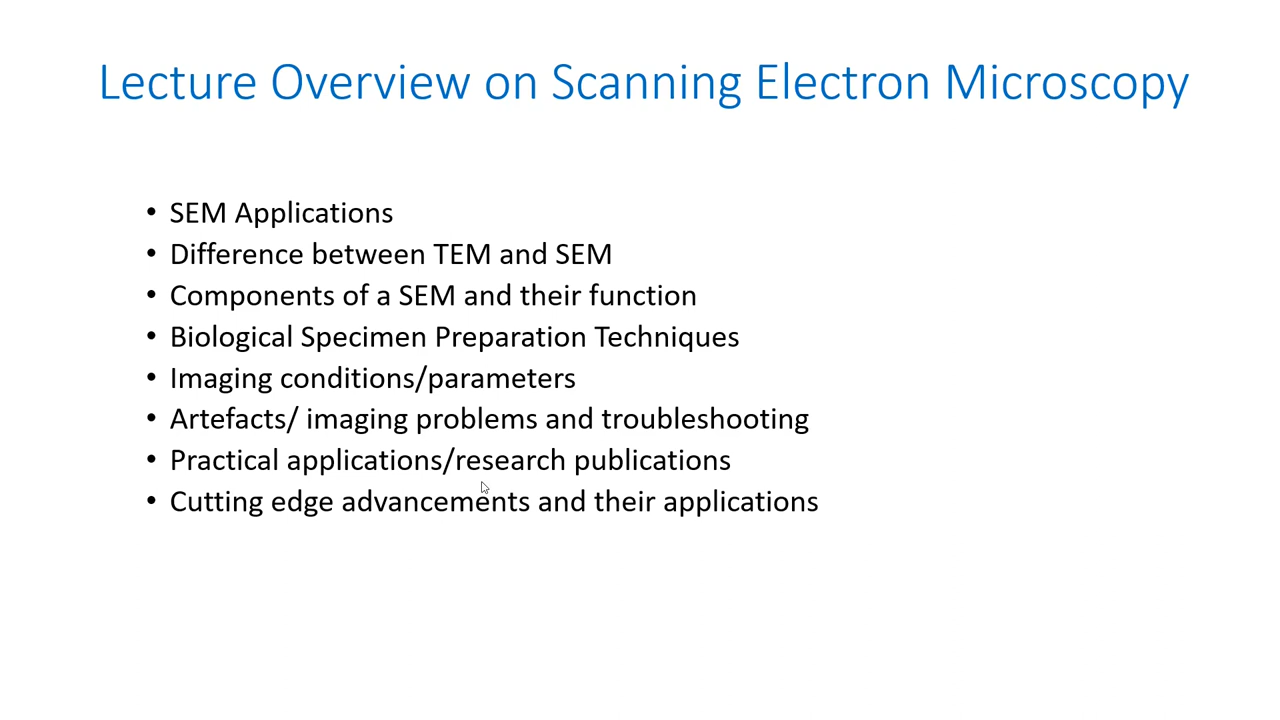 Lecture Overview on Scanning Electron Microscopy
• SEM Applications
• Difference between TEM and SEM
• Components of a SEM and their function
• Biological Specimen Preparation Techniques
• Imaging conditions/parameters
• Artefacts/ imaging problems and troubleshooting
• Practical applications/research publications
• Cutting edge advancements and their applications